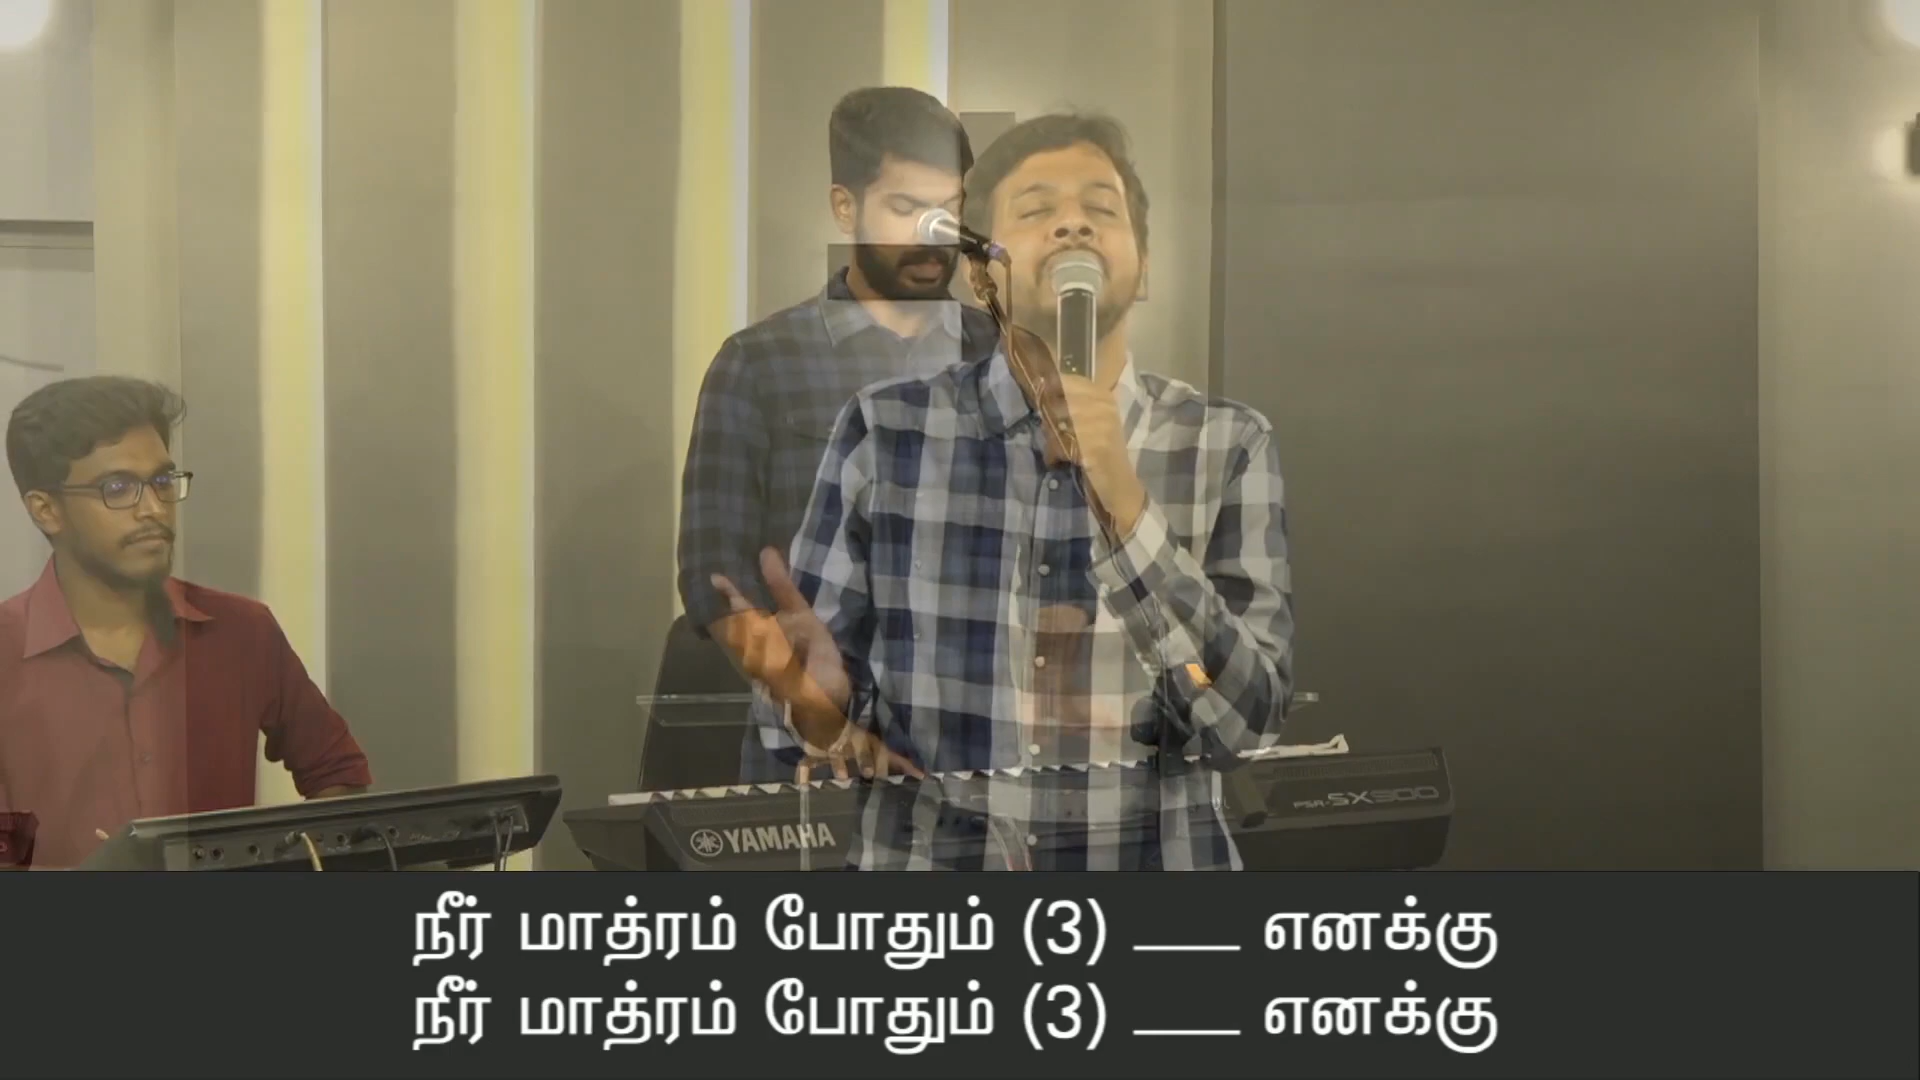 YAMAHA
PSR-SX900
நீர் மாத்ரம் போதும் (3) ___ எனக்கு
நீர் மாத்ரம் போதும் (3) ___ எனக்கு